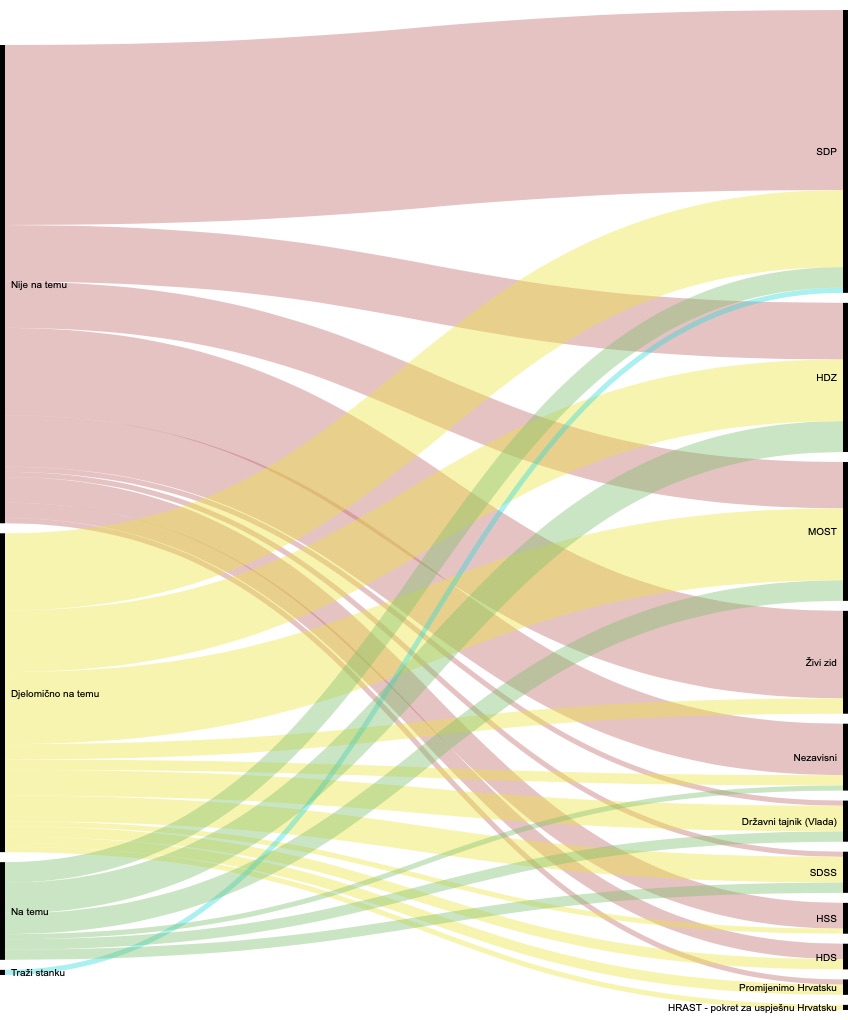 Nije na temu
Djelomično na temu
Na temu
Traži stanku
SDP
HDZ
MOST
Živi zid
Nezavisni
Državni tajnik (Vlada)
SDSS
HSS
HDS
Promijenimo Hrvatsku
HRAST - pokret za uspješnu Hrvatsku